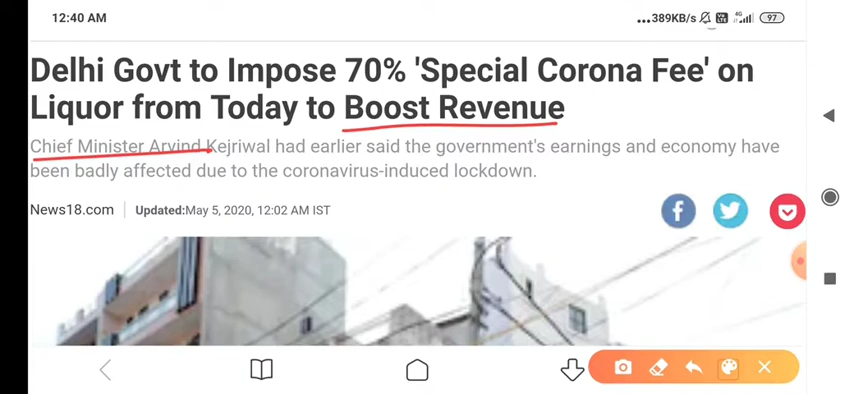 12:40 AM
...389KB/s 4G 97
Delhi Govt to Impose 70% 'Special Corona Fee' on
Liquor from Today to Boost Revenue
Chief Minister Arvind Kejriwal had earlier said the government's earnings and economy have
been badly affected due to the coronavirus-induced lockdown.
News18.com Updated:May 5, 2020, 12:02 AM IST